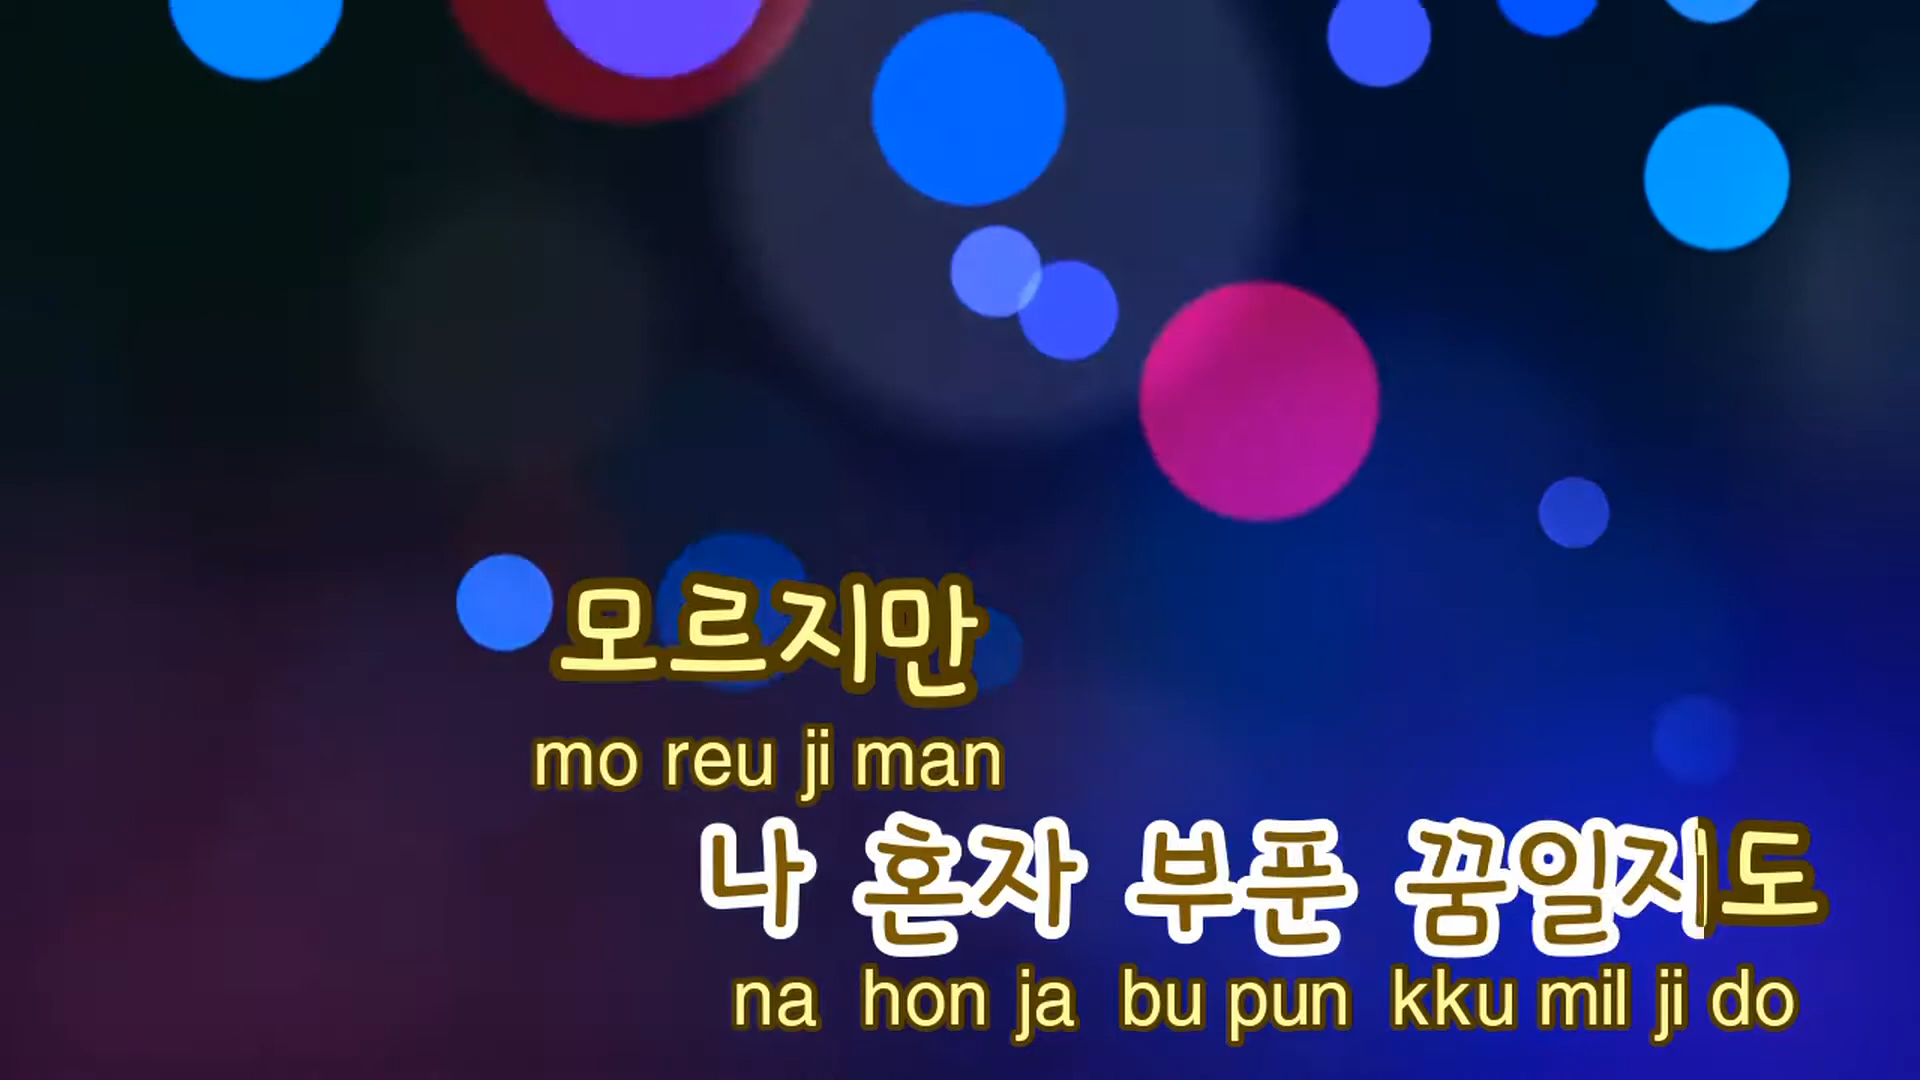 모르지만
mo reu ji man
나 혼자 부푼 꿈일지도
na hon ja bu pun kku mil ji do